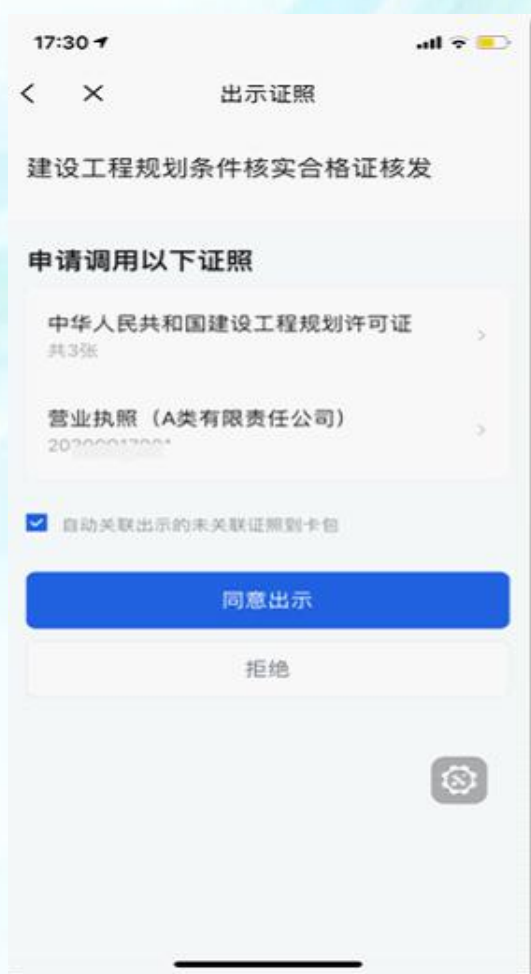 17:30
出示证照
建设工程规划条件核实合格证核发
申请调用以下证照
中华人民共和国建设工程规划许可证
共3张
营业执照（A类有限责任公司）
自动关联出示的未关联证照到卡包
同意出示
拒绝